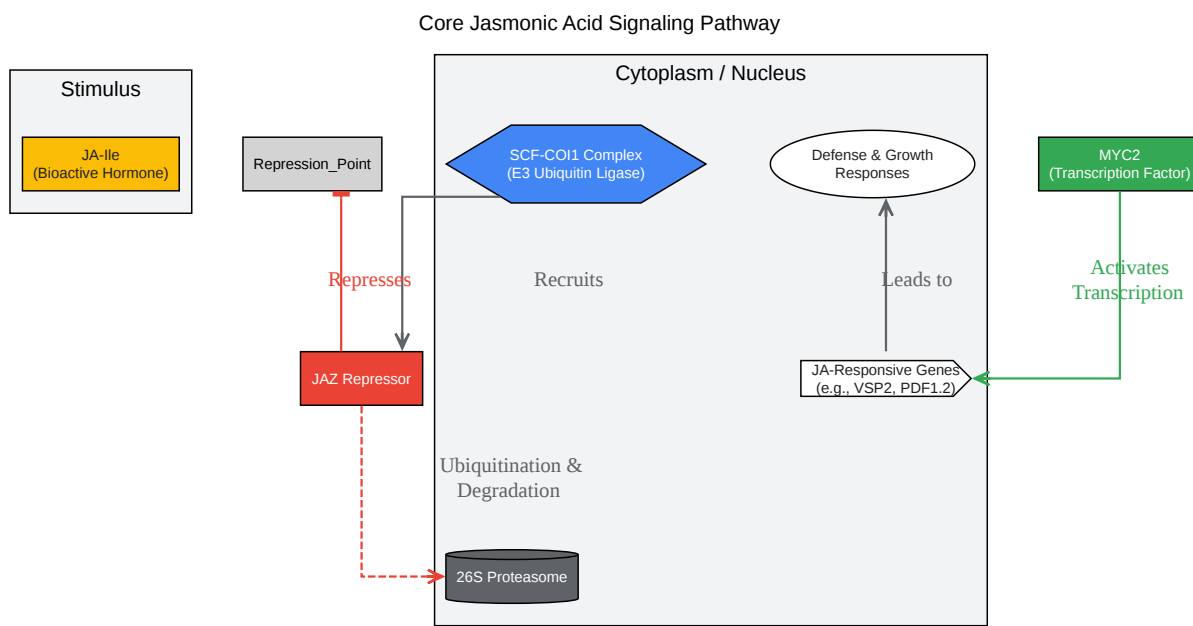 Core Jasmonic Acid Signaling Pathway
Stimulus
JA-Ile
(Bioactive Hormone)
Repression_Point
Cytoplasm / Nucleus
SCF-COI1 Complex
(E3 Ubiquitin Ligase)
Defense & Growth
Responses
MYC2
(Transcription Factor)
Represses
Recruits
Leads to
Activates
Transcription
JAZ Repressor
JA-Responsive Genes
(e.g., VSP2, PDF1.2)
Ubiquitination &
Degradation
26S Proteasome